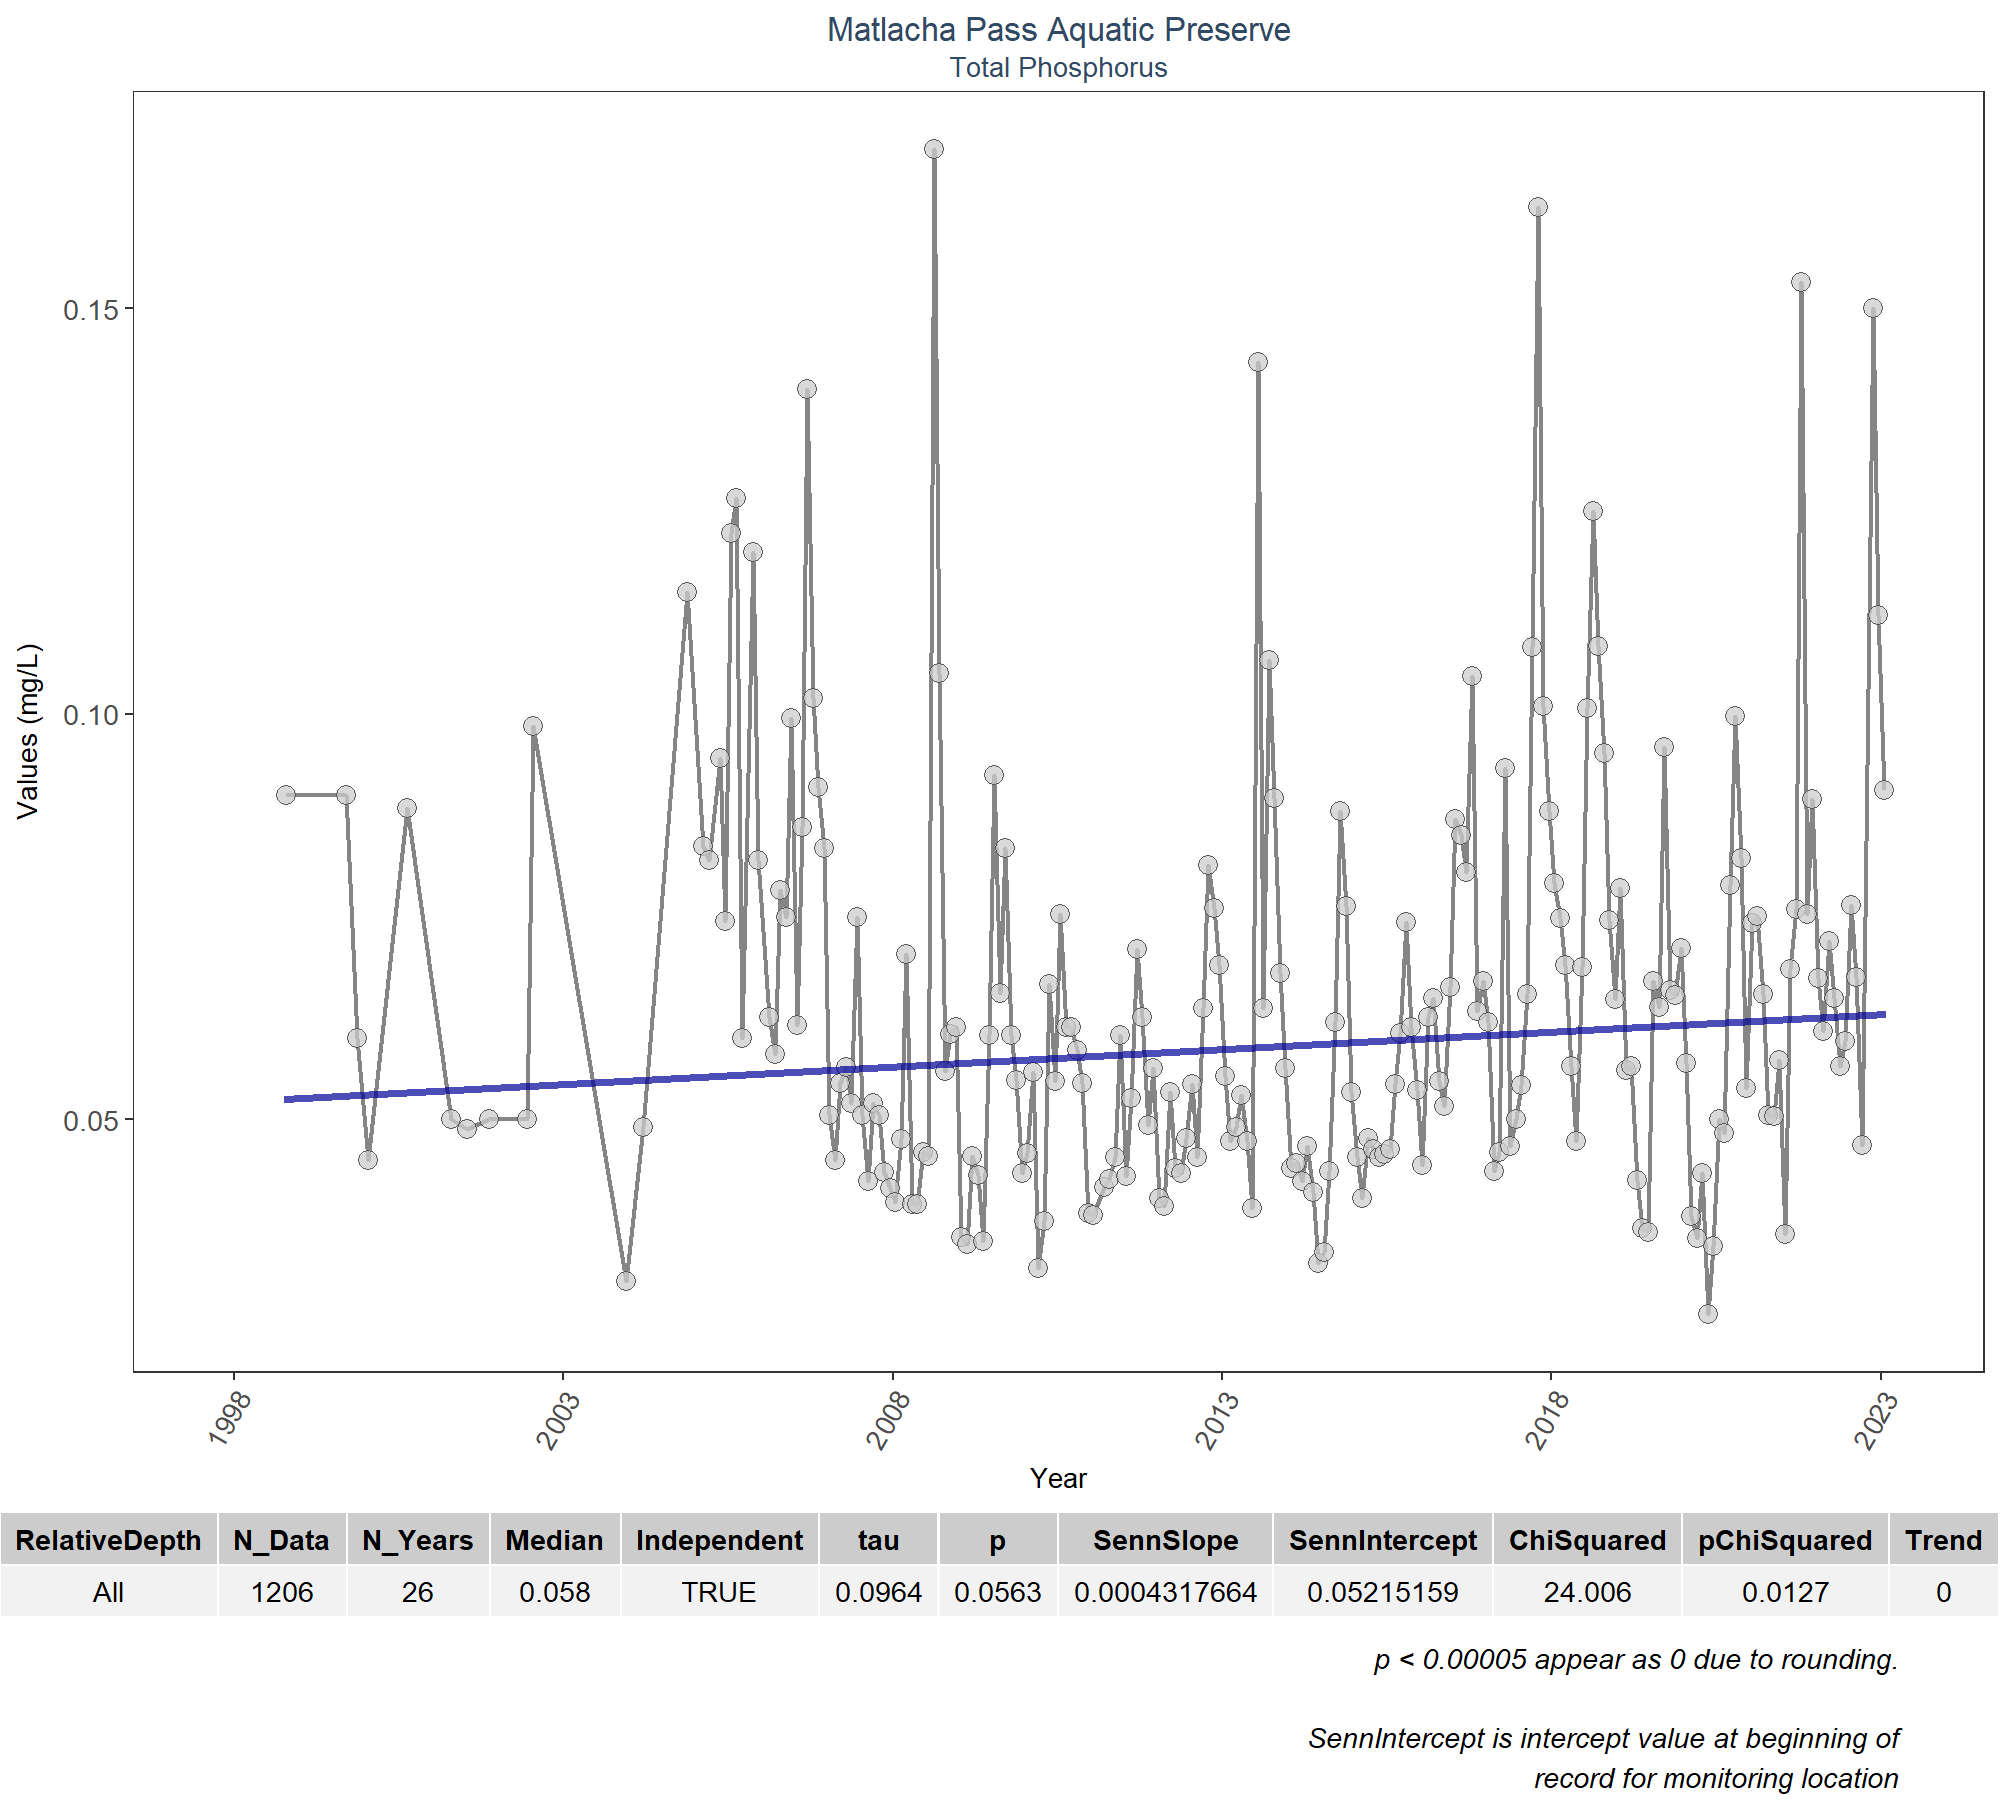 Matlacha Pass Aquatic Preserve
Total Phosphorus
Values (mg/L)
0.15
0.10
0.05
1998 2003 2008 2013 2018 2023
Year
RelativeDepth N_Data N_Years Median Independent tau p SennSlope SennIntercept ChiSquared pChiSquared Trend
All 1206 26 0.058 TRUE 0.0964 0.0563 0.0004317664 0.05215159 24.006 0.0127 0
p < 0.00005 appear as 0 due to rounding.
SennIntercept is intercept value at beginning of
record for monitoring location